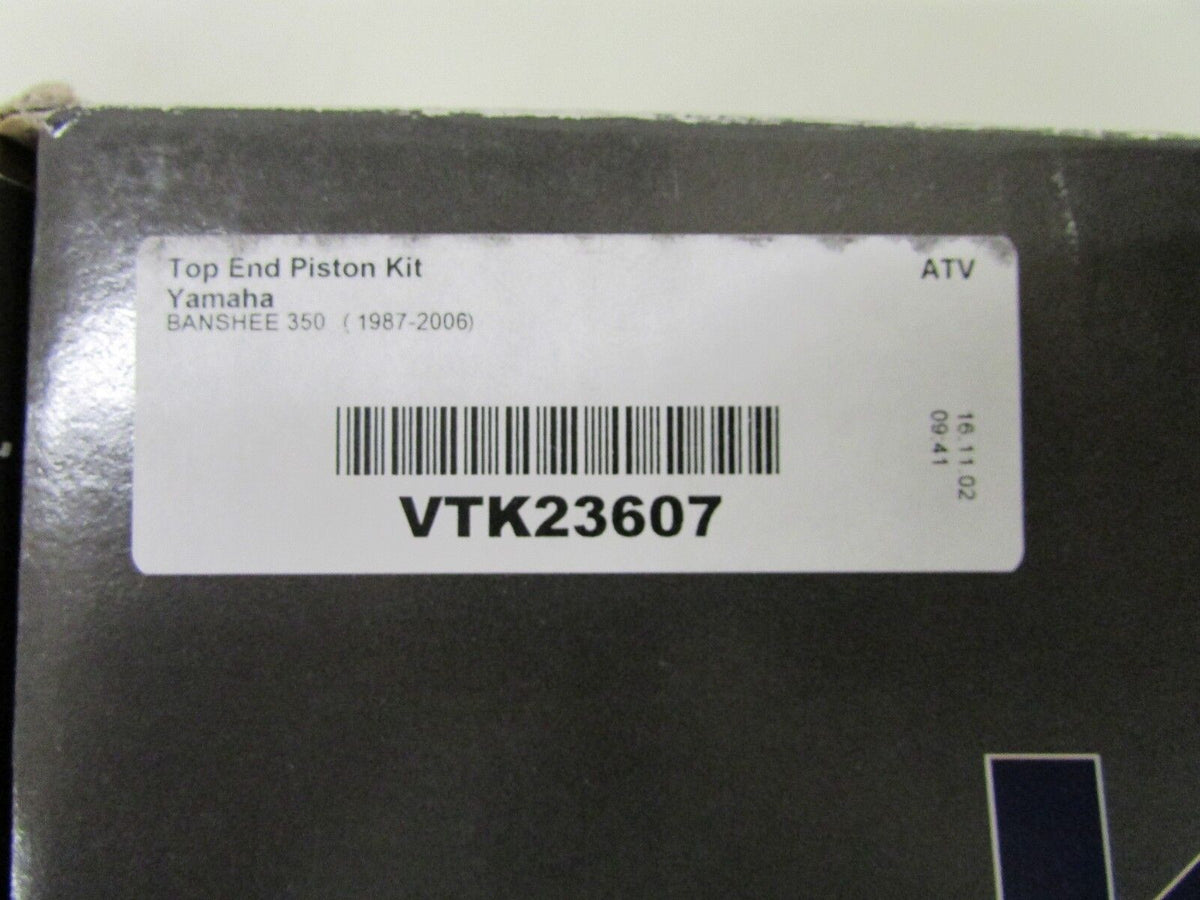 Top End Piston Kit
ATV
Yamaha
BANSHEE 350 ( 1987-2006)
16.11.02
09:41
VTK23607